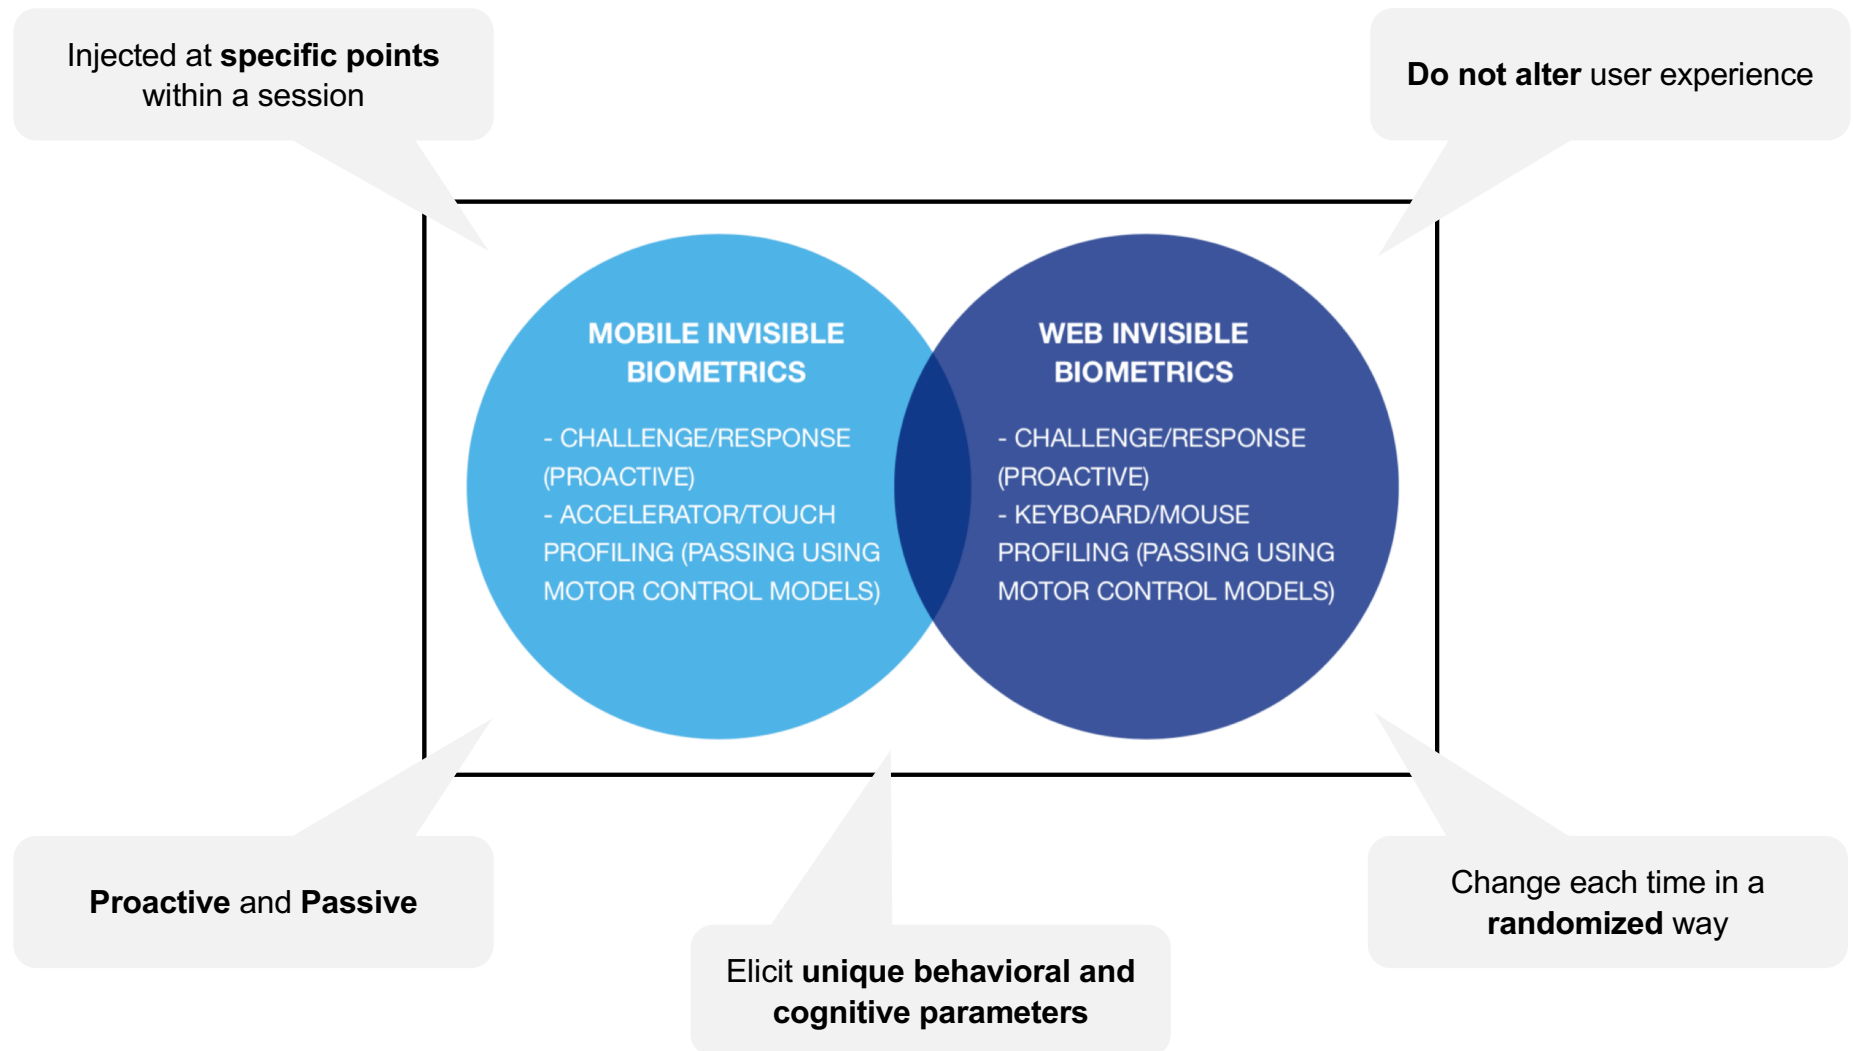 Injected at specific points
within a session
Do not alter user experience
MOBILE INVISIBLE
BIOMETRICS
- CHALLENGE/RESPONSE
(PROACTIVE)
- ACCELERATOR/TOUCH
PROFILING (PASSING USING
MOTOR CONTROL MODELS)
WEB INVISIBLE
BIOMETRICS
- CHALLENGE/RESPONSE
(PROACTIVE)
- KEYBOARD/MOUSE
PROFILING (PASSING USING
MOTOR CONTROL MODELS)
Proactive and Passive
Elicit unique behavioral and
cognitive parameters
Change each time in a
randomized way